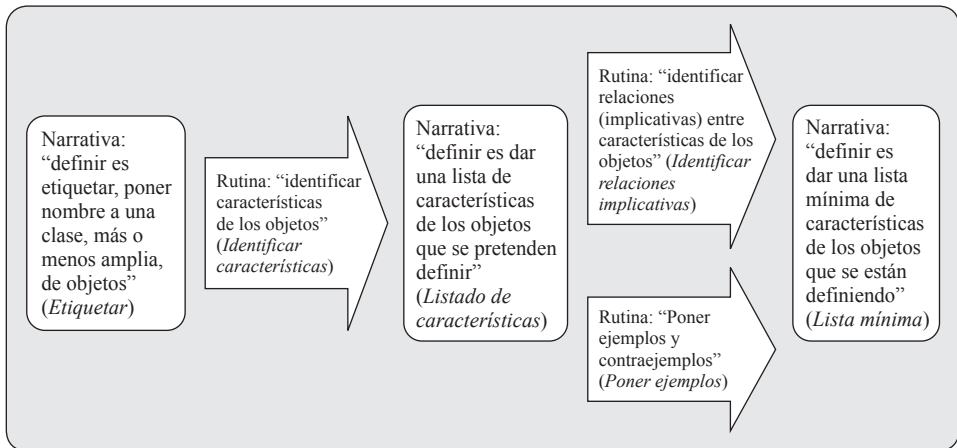 Narrativa:
“definir es
etiquetar, poner
nombre a una
clase, más o
menos amplia,
de objetos”
(Etiquetar)
Rutina: “identificar
características
de los objetos”
(Identificar
características)
Narrativa:
“definir es dar
una lista de
características
de los objetos
que se pretenden
definir”
(Listado de
características)
Rutina: “identificar
relaciones
(implicativas) entre
características de los
objetos” (Identificar
relaciones
implicativas)
Rutina: “Poner
ejemplos y
contraejemplos”
(Poner ejemplos)
Narrativa:
“definir es
dar una lista
mínima de
características
de los objetos
que se están
definiendo”
(Lista mínima)